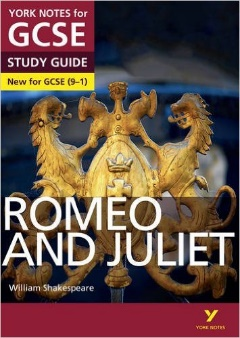 YORK NOTES for
GCSE
STUDY GUIDE
New for GCSE (9–1)
ROMEO
AND JULIET
William Shakespeare
Y
YORK NOTES